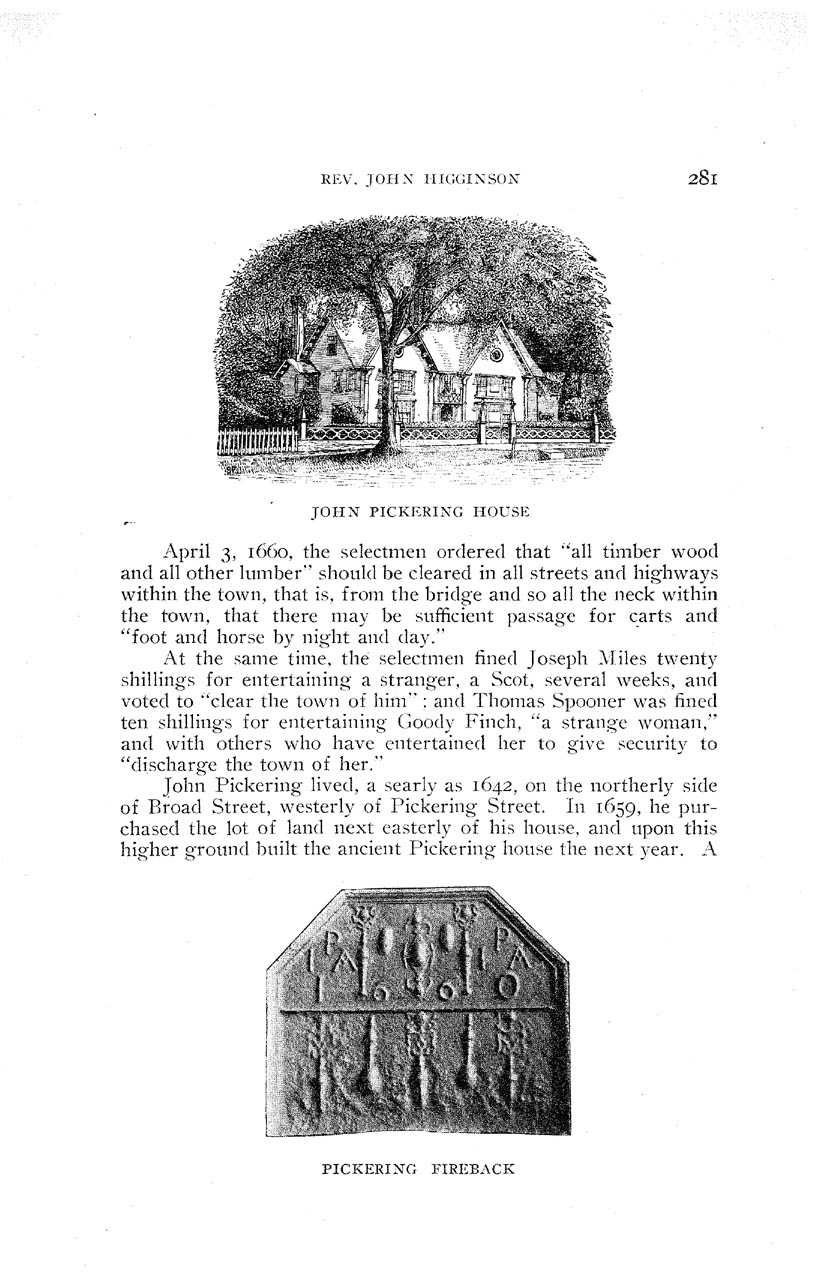 REV. JOHN HIGGINSON 281
JOHN PICKERING HOUSE
April 3, 1660, the selectmen ordered that “all timber wood
and all other lumber” should be cleared in all streets and highways
within the town, that is, from the bridge and so all the neck within
the town, that there may be sufficient passage for carts and
“foot and horse by night and day.”
At the same time, the selectmen fined Joseph Miles twenty
shillings for entertaining a stranger, a Scot, several weeks, and
voted to “clear the town of him” ; and Thomas Spooner was fined
ten shillings for entertaining Goody Finch, “a strange woman,”
and with others who have entertained her to give security to
“discharge the town of her.”
John Pickering lived, a searly as 1642, on the northerly side
of Broad Street, westerly of Pickering Street. In 1659, he pur-
chased the lot of land next easterly of his house, and upon this
higher ground built the ancient Pickering house the next year. A
P P
I A I A
1 6 6 0
PICKERING FIREBACK